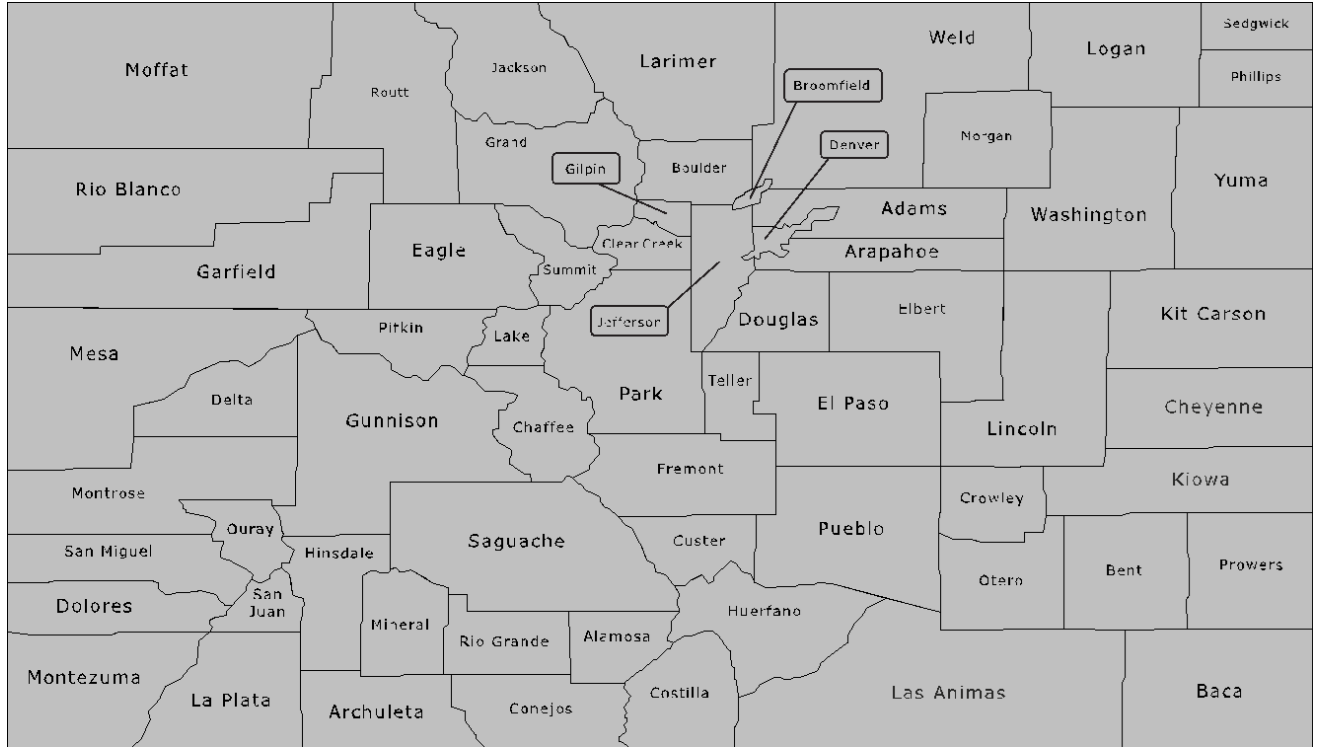 Sedgwick
Weld
Logan
Moffat
Jackson
Larimer
Phillips
Routt
Broomfield
Grand
Morgan
Denver
Gilpin
Boulder
Rio Blanco
Yuma
Adams
Washington
Eagle
Clear Creek
Arapahoe
Garfield
Summit
Elbert
Kit Carson
Jefferson
Douglas
Pitkin
Lake
Mesa
Teller
Park
Delta
El Paso
Cheyenne
Gunnison
Chaffee
Lincoln
Fremont
Kiowa
Montrose
Crowley
Ouray
Pueblo
San Miguel
Hinsdale
Saguache
Custer
Prowers
Bent
Otero
San
Juan
Dolores
Huerfano
Mineral
Rio Grande
Alamosa
Montezuma
La Plata
Costilla
Las Animas
Baca
Archuleta
Conejos